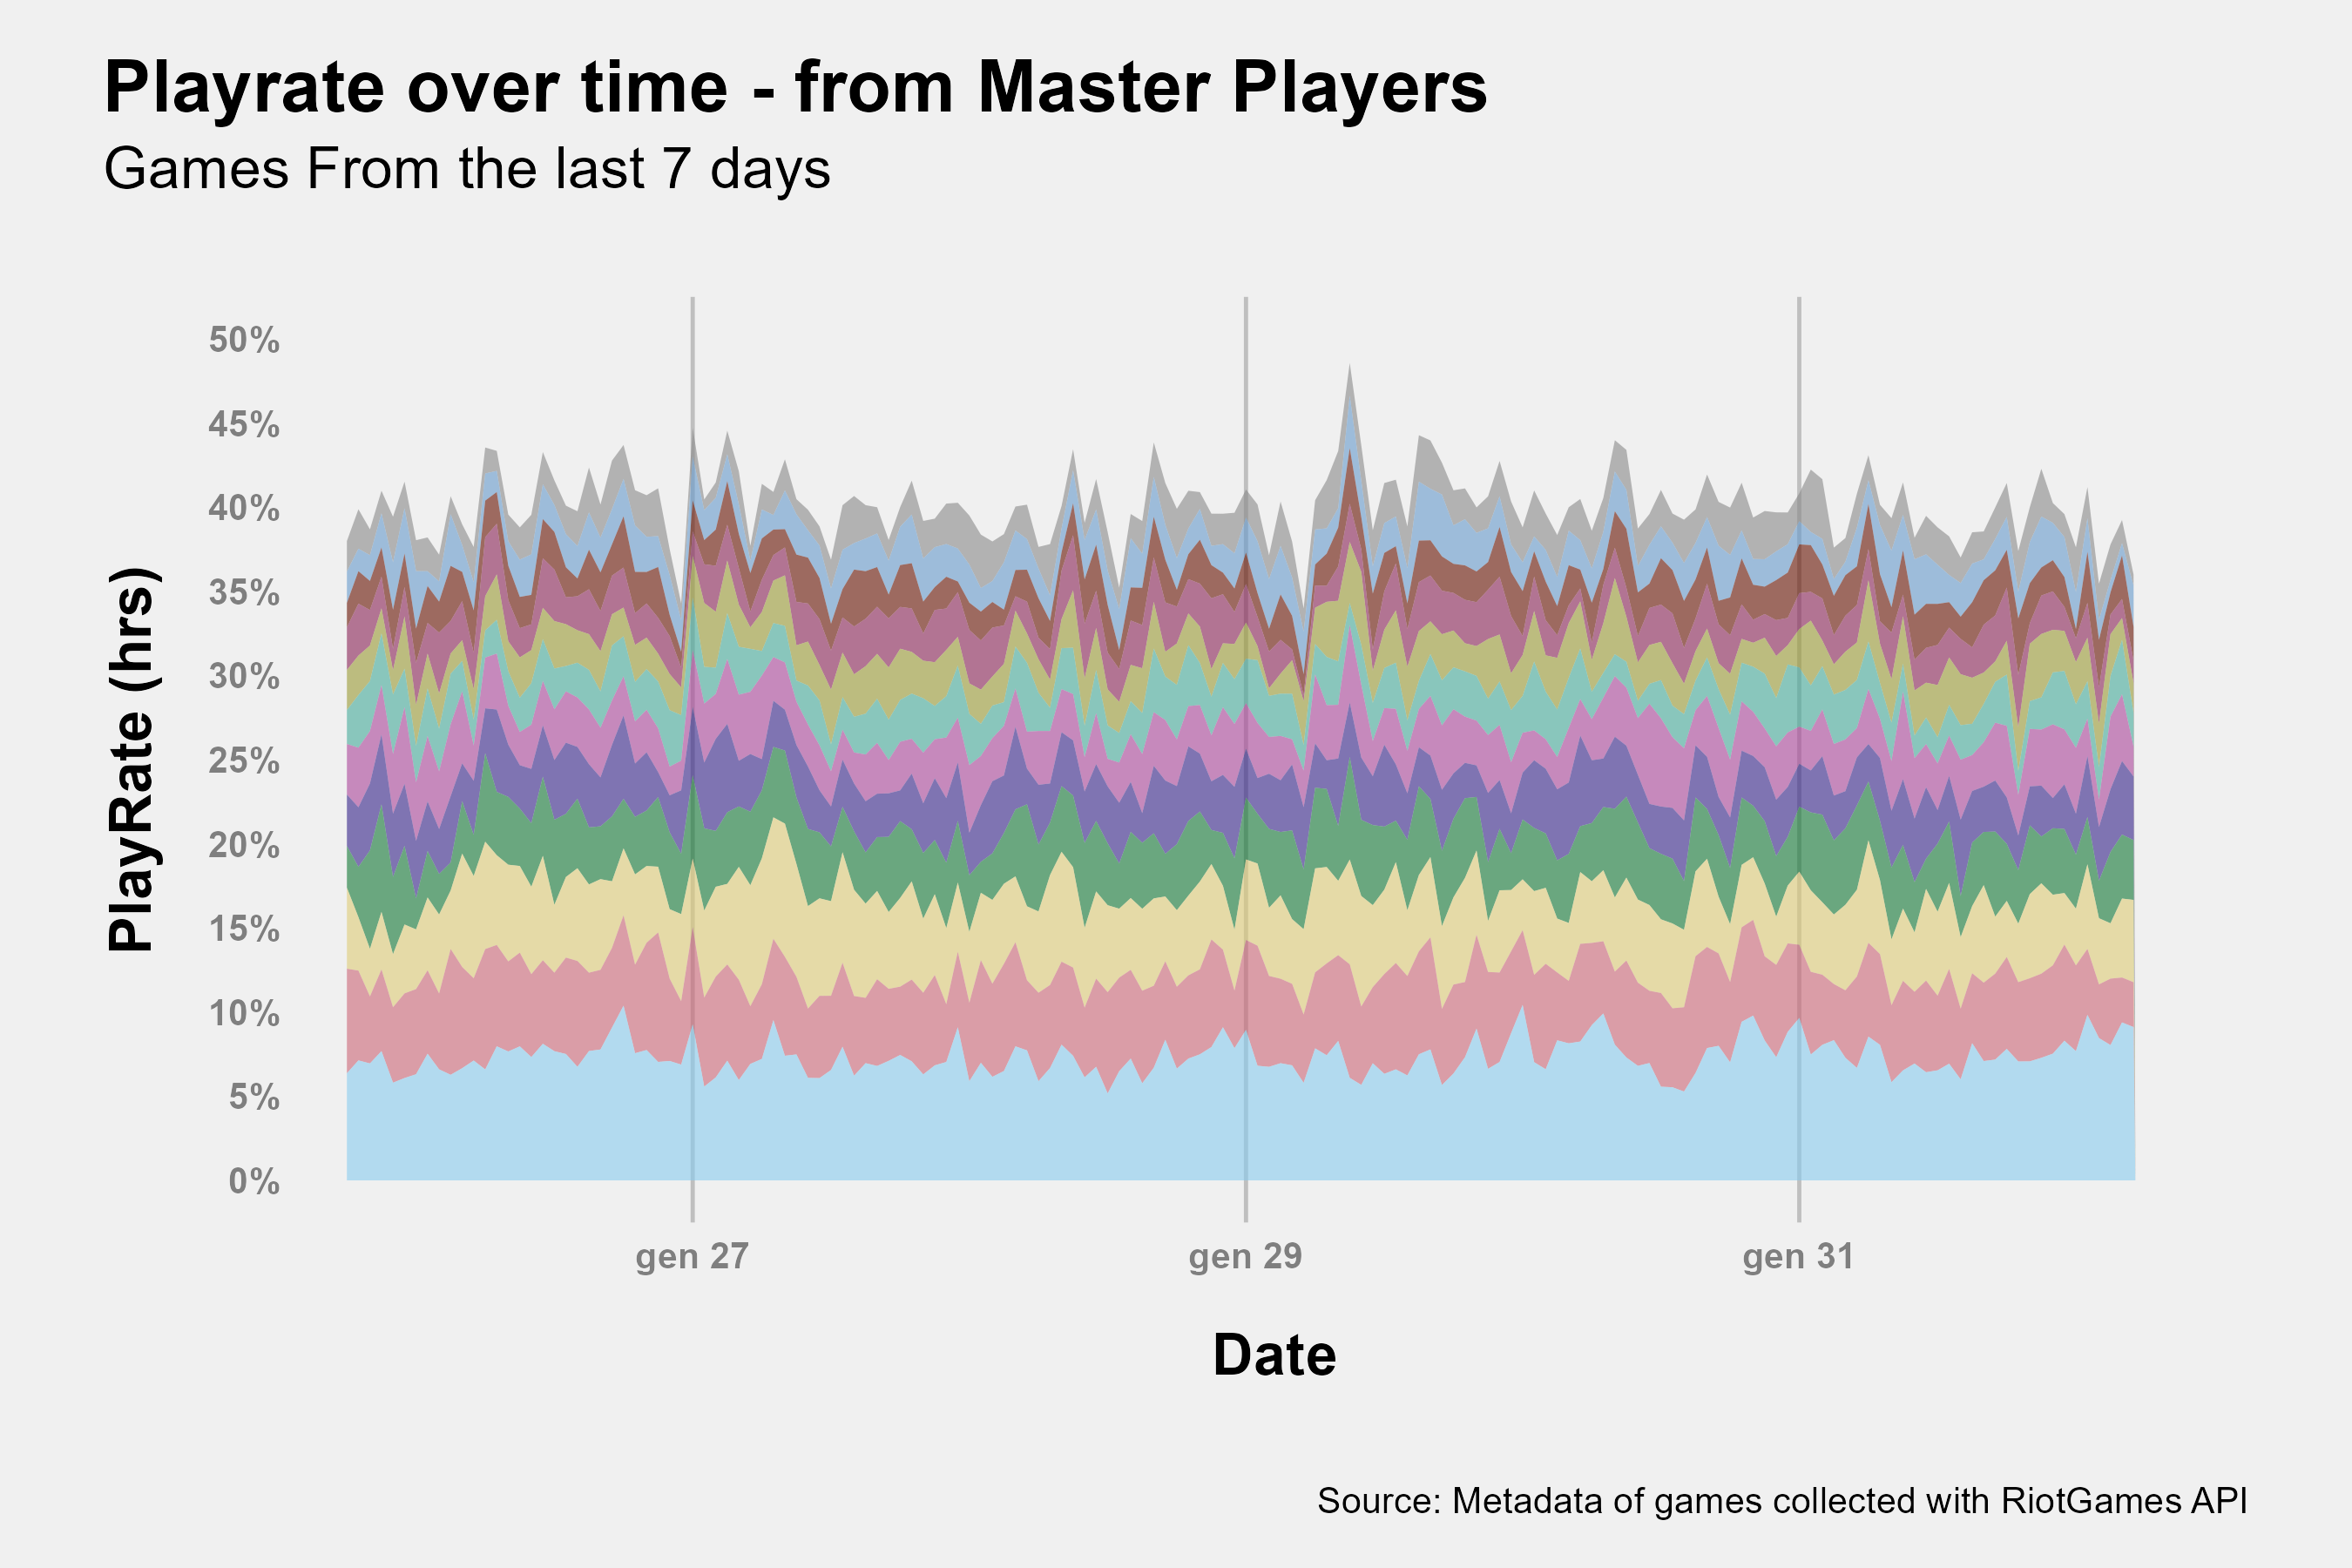 Playrate over time - from Master Players
Games From the last 7 days
PlayRate (hrs)
50%
45%
40%
35%
30%
25%
20%
15%
10%
5%
0%
gen 27
gen 29
gen 31
Date
Source: Metadata of games collected with RiotGames API